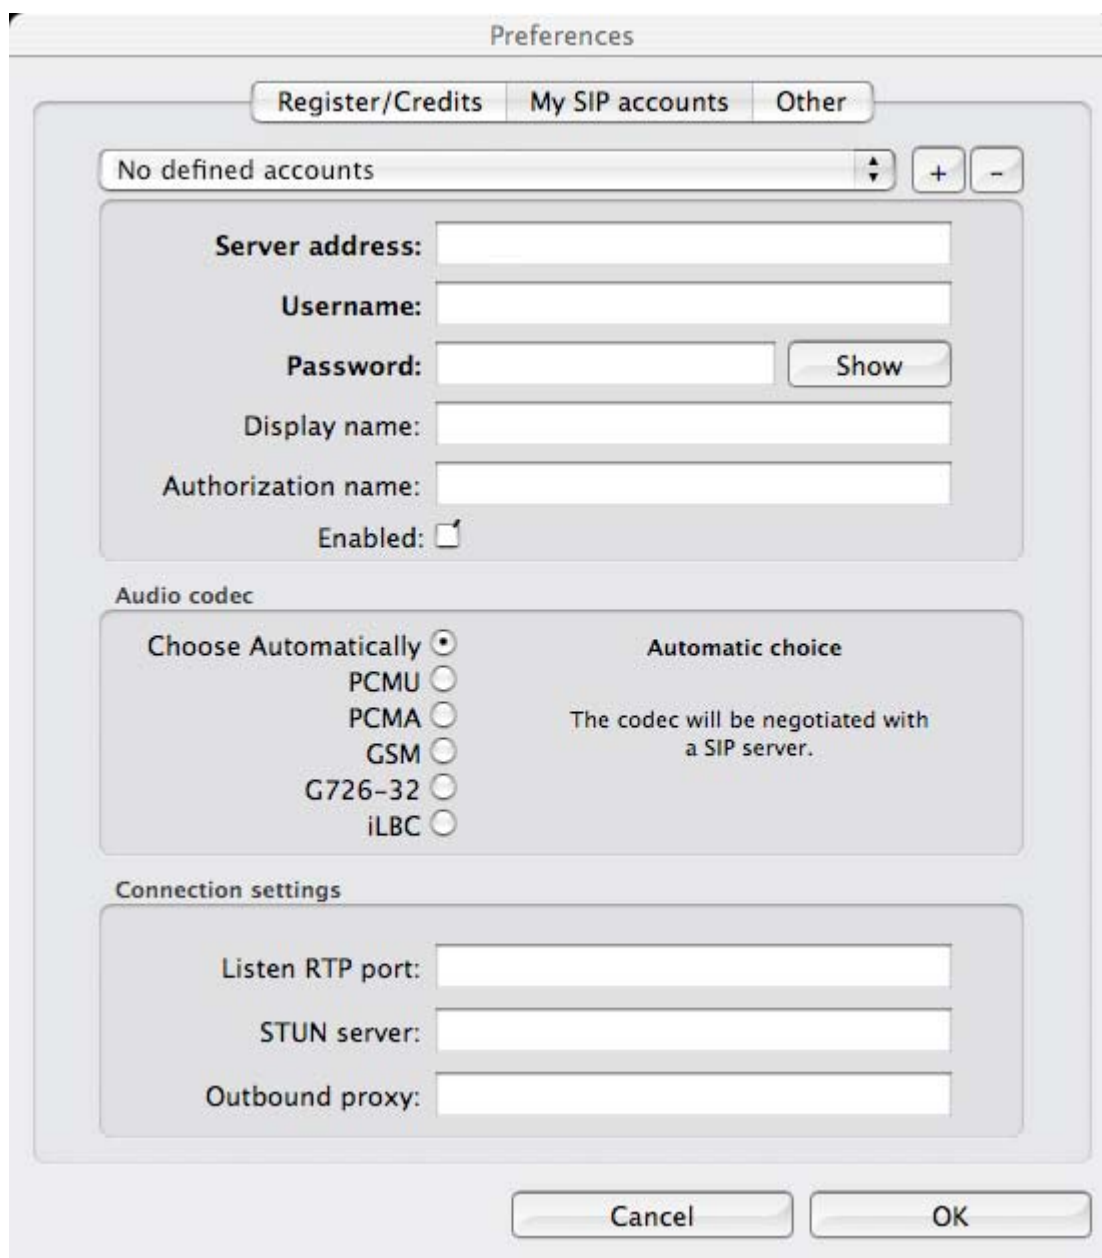 Preferences
Register/Credits My SIP accounts Other
No defined accounts + -
Server address:
Username:
Password: Show
Display name:
Authorization name:
Enabled:
Audio codec
Choose Automatically Automatic choice
PCMU
PCMA The codec will be negotiated with
GSM a SIP server.
G726-32
iLBC
Connection settings
Listen RTP port:
STUN server:
Outbound proxy:
Cancel OK